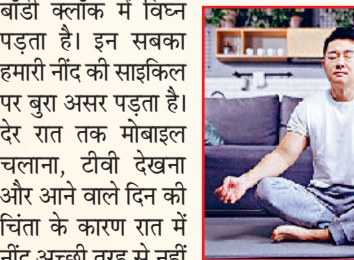 बॉडी क्लॉक में विघ्न
पड़ता है। इन सबका
हमारी नींद की साइकिल
पर बुरा असर पड़ता है।
देर रात तक मोबाइल
चलाना, टीवी देखना
और आने वाले दिन की
चिंता के कारण रात में
नींद अच्छी तरह से नहीं